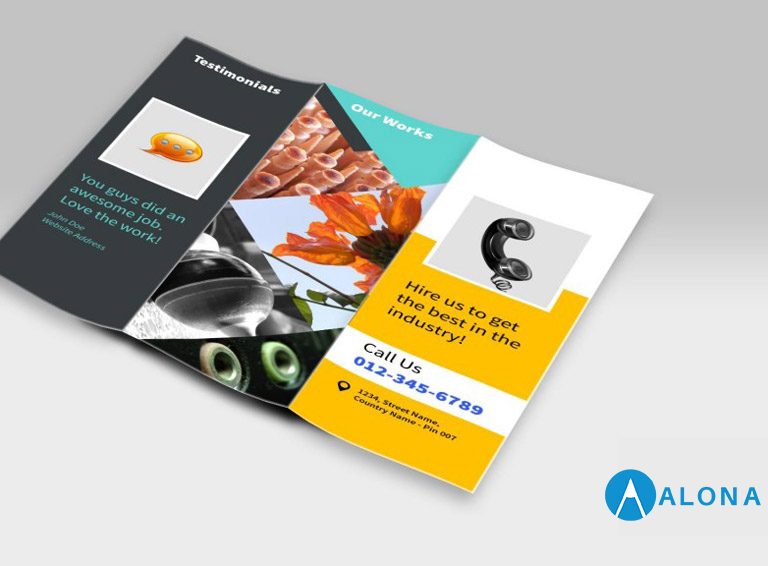 Testimonials
You guys did an
awesome job.
Love the work!
John Doe
Website Address
Our Works
Hire us to get
the best in the
industry!
Call Us
012-345-6789
1234, Street Name,
Country Name - Pin 007
ALONA